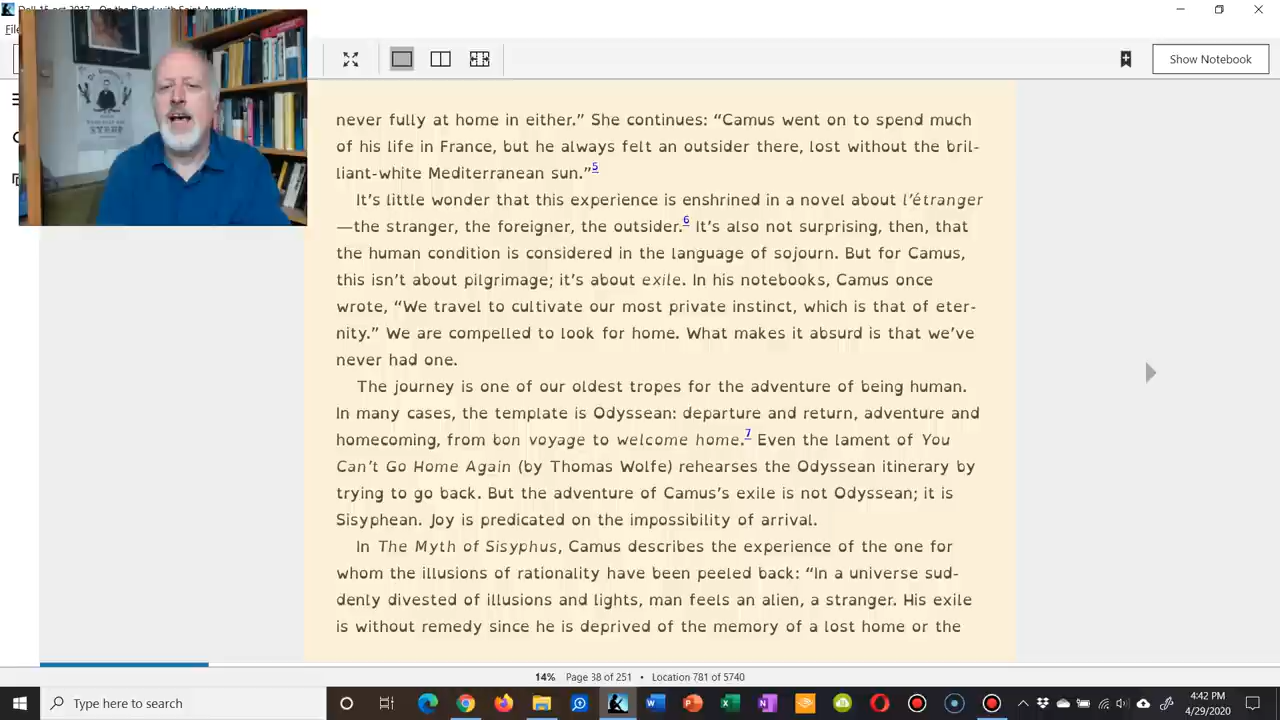 Show Notebook
never fully at home in either.” She continues: “Camus went on to spend much
of his life in France, but he always felt an outsider there, lost without the bril-
liant-white Mediterranean sun.”5
It’s little wonder that this experience is enshrined in a novel about l’étranger
—the stranger, the foreigner, the outsider.6 It’s also not surprising, then, that
the human condition is considered in the language of sojourn. But for Camus,
this isn’t about pilgrimage; it’s about exile. In his notebooks, Camus once
wrote, “We travel to cultivate our most private instinct, which is that of eter-
nity.” We are compelled to look for home. What makes it absurd is that we’ve
never had one.
The journey is one of our oldest tropes for the adventure of being human.
In many cases, the template is Odyssean: departure and return, adventure and
homecoming, from bon voyage to welcome home.7 Even the lament of You
Can’t Go Home Again (by Thomas Wolfe) rehearses the Odyssean itinerary by
trying to go back. But the adventure of Camus’s exile is not Odyssean; it is
Sisyphean. Joy is predicated on the impossibility of arrival.
In The Myth of Sisyphus, Camus describes the experience of the one for
whom the illusions of rationality have been peeled back: “In a universe sud-
denly divested of illusions and lights, man feels an alien, a stranger. His exile
is without remedy since he is deprived of the memory of a lost home or the
14% Page 38 of 251 • Location 781 of 5740
Type here to search
4:42 PM
4/29/2020